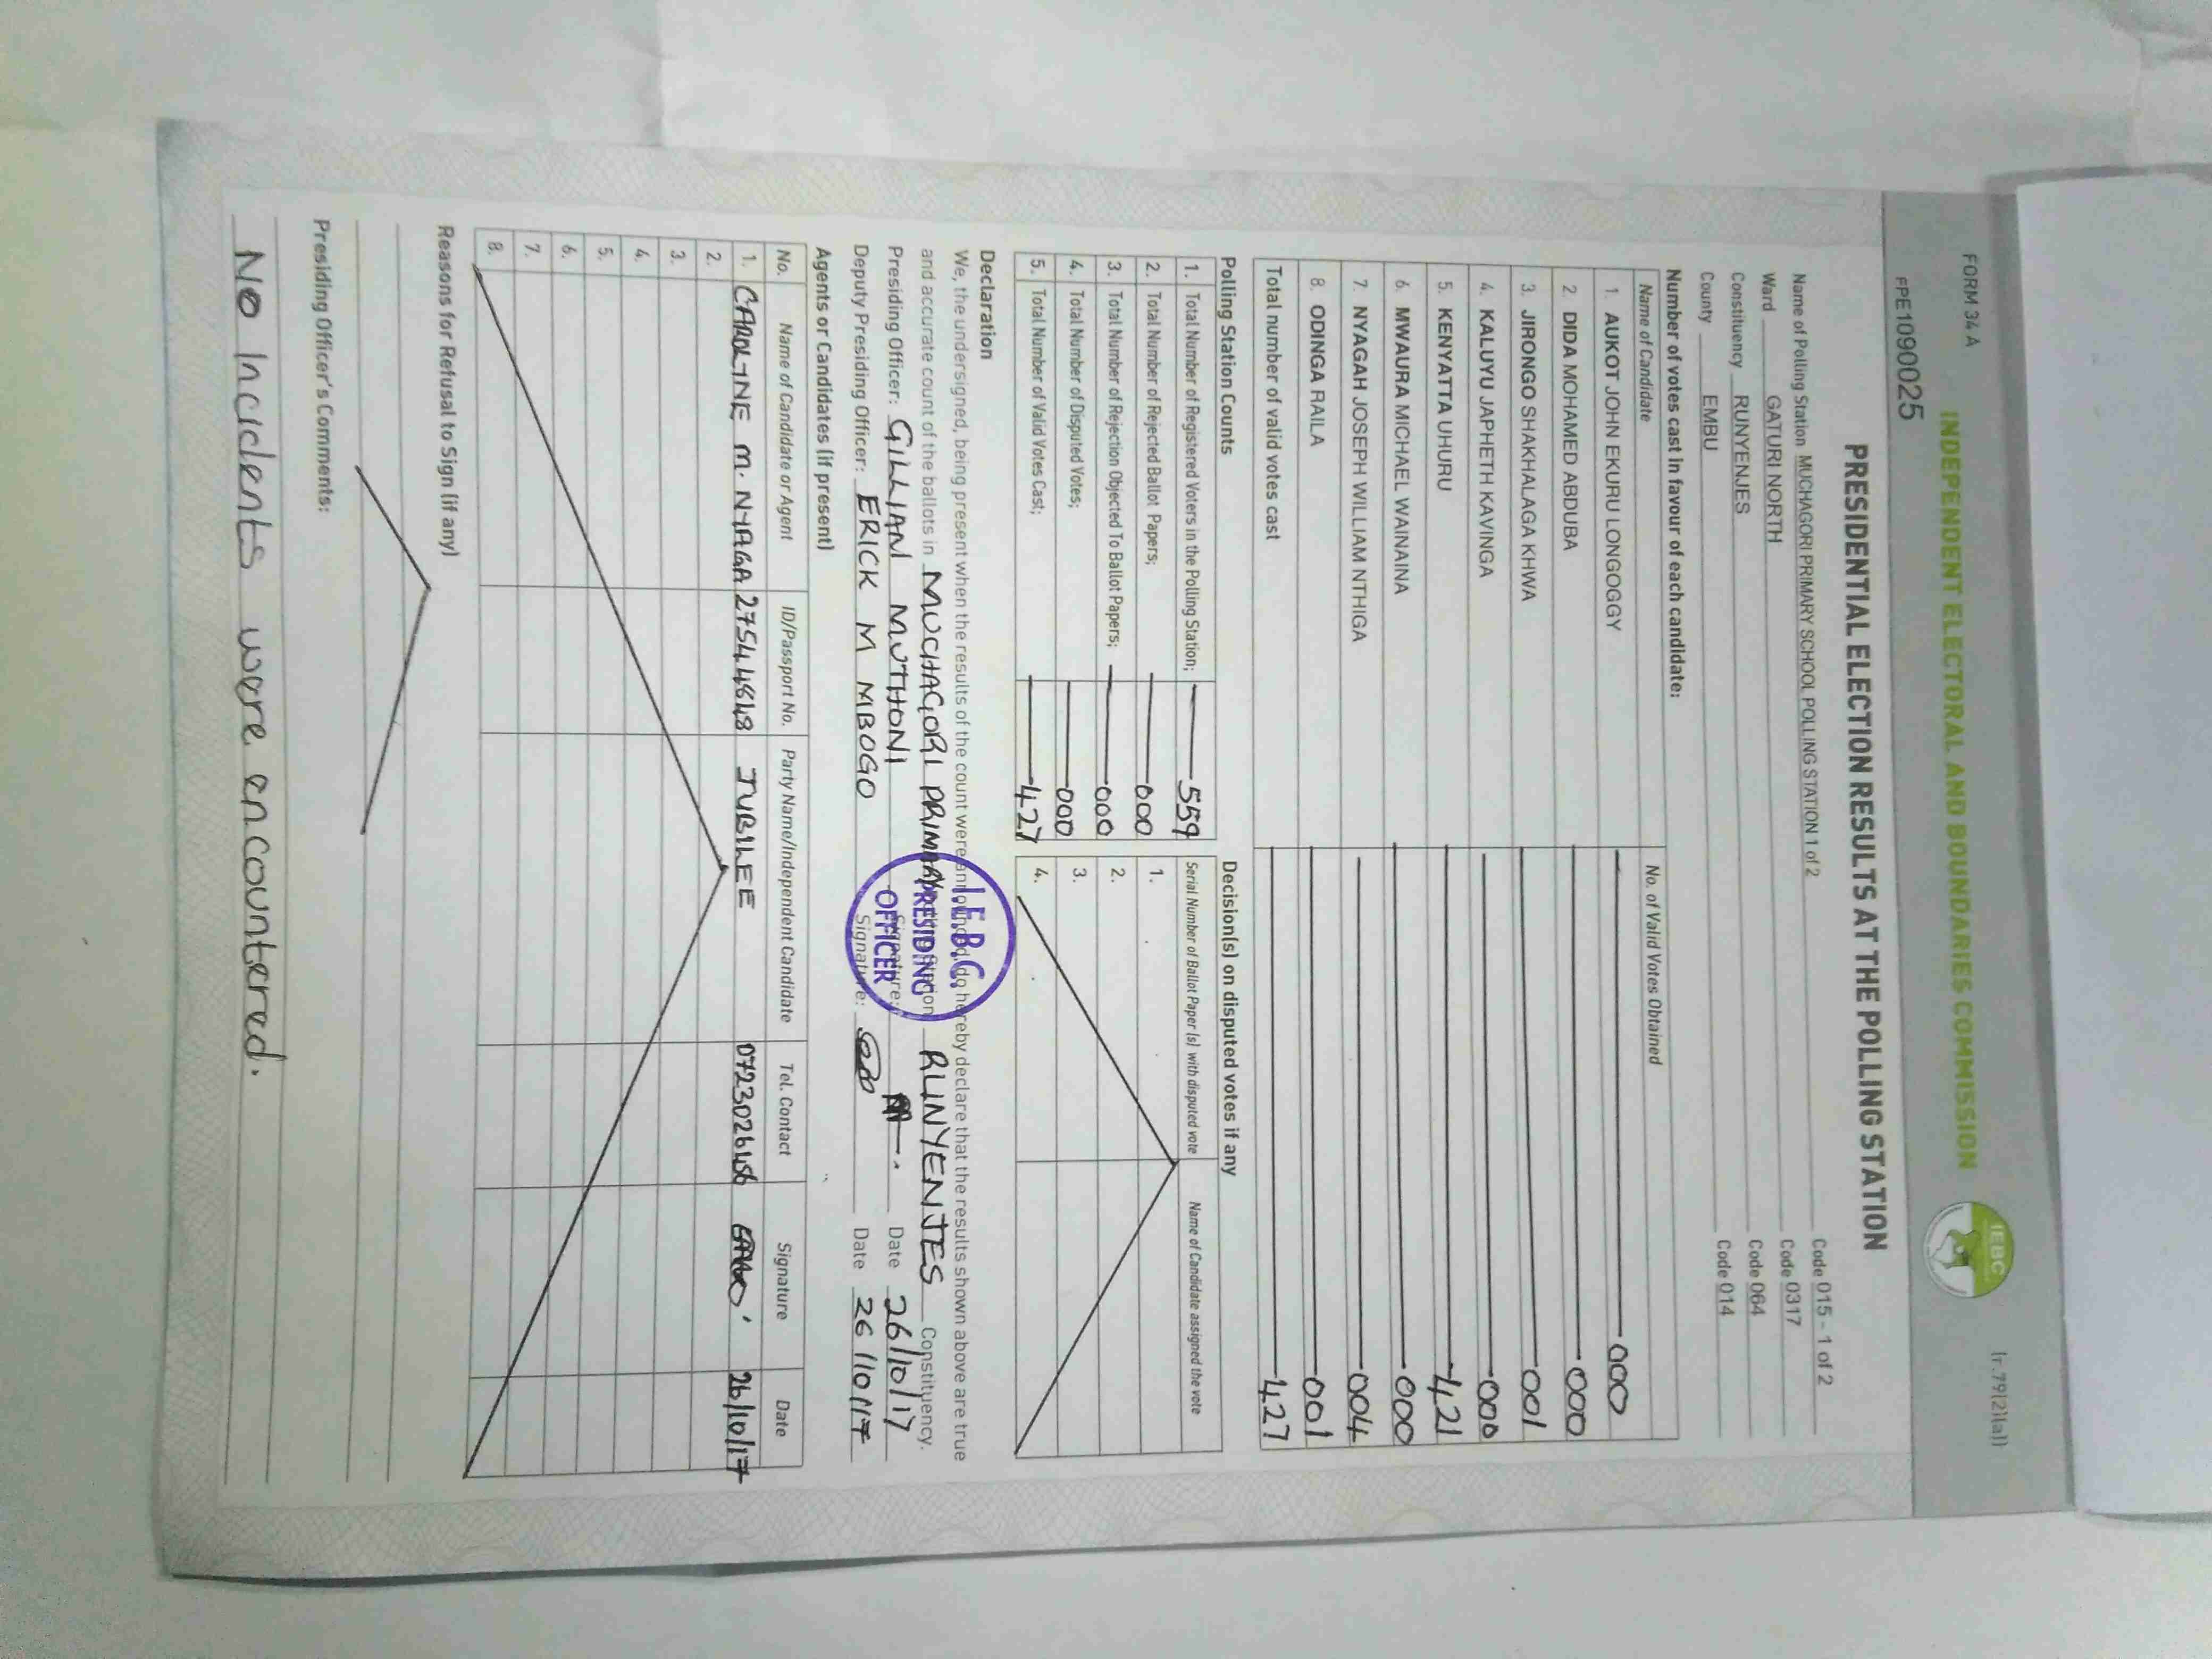 FORM 34 A
(r.79(2)(a))
INDEPENDENT ELECTORAL AND BOUNDARIES COMMISSION
IEBC
FPE1090025
PRESIDENTIAL ELECTION RESULTS AT THE POLLING STATION
Name of Polling Station MUCHAGORI PRIMARY SCHOOL POLLING STATION 1 of 2 Code 015 - 1 of 2
Ward GATURI NORTH Code 0317
Constituency RUNYENJES Code 064
County EMBU Code 014
Number of votes cast in favour of each candidate:
Name of Candidate No. of Valid Votes Obtained
1. AUKOT JOHN EKURU LONGOGGY 000
2. DIDA MOHAMED ABDUBA 000
3. JIRONGO SHAKHALAGA KHWA 001
4. KALUYU JAPHETH KAVINGA 000
5. KENYATTA UHURU 421
6. MWAURA MICHAEL WAINAINA 000
7. NYAGAH JOSEPH WILLIAM NTHIGA 004
8. ODINGA RAILA 001
Total number of valid votes cast 427
Polling Station Counts Decision(s) on disputed votes if any
1. Total Number of Registered Voters in the Polling Station; 559 Serial Number of Ballot Paper (s) with disputed vote Name of Candidate assigned the vote
2. Total Number of Rejected Ballot Papers; 000 1.
3. Total Number of Rejection Objected To Ballot Papers; 000 2.
4. Total Number of Disputed Votes; 000 3.
5. Total Number of Valid Votes Cast; 427 4.
Declaration
We, the undersigned, being present when the results of the count were announced, do hereby declare that the results shown above are true
and accurate count of the ballots in MUCHAGORI PRIMARY Polling Station RUNYENJES Constituency.
Presiding Officer: GILLIAN MUTHONI Signature: Date 26/10/17
Deputy Presiding Officer: ERICK M MBOGO Signature: Date 26/10/17
I.E.B.C.
PRESIDING
OFFICER
Agents or Candidates (if present)
No. Name of Candidate or Agent ID/Passport No. Party Name/Independent Candidate Tel. Contact Signature Date
1. CAROLINE M. NYAGA 27544648 JUBILEE 26/10/17
2.
3.
4.
5.
6.
7.
8.
Reasons for Refusal to Sign (if any)
Presiding Officer's Comments:
No Incidents were encountered.